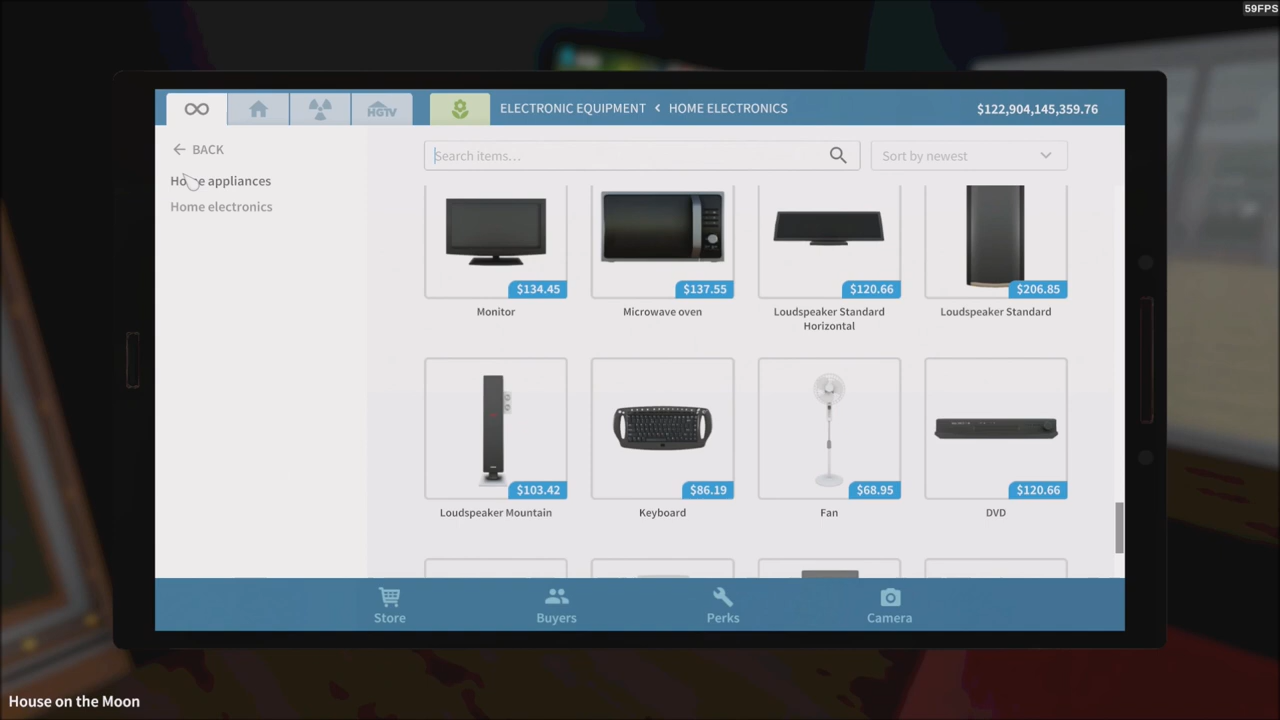 59FPS
HGTV
ELECTRONIC EQUIPMENT < HOME ELECTRONICS
$122,904,145,359.76
BACK
Search items...
Sort by newest
Home appliances
Home electronics
$134.45
$137.55
$120.66
$206.85
Monitor
Microwave oven
Loudspeaker Standard
Horizontal
Loudspeaker Standard
$103.42
$86.19
$68.95
$120.66
Loudspeaker Mountain
Keyboard
Fan
DVD
Store
Buyers
Perks
Camera
House on the Moon